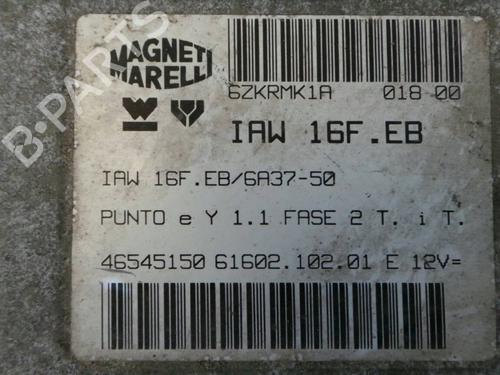 MAGNETI
MARELLI
6ZKRMK1A 018 00
IAW 16F.EB
IAW 16F.EB/6A37-50
PUNTO e Y 1.1 FASE 2 T. i T.
46545150 61602.102.01 E 12V=
B-PARTS